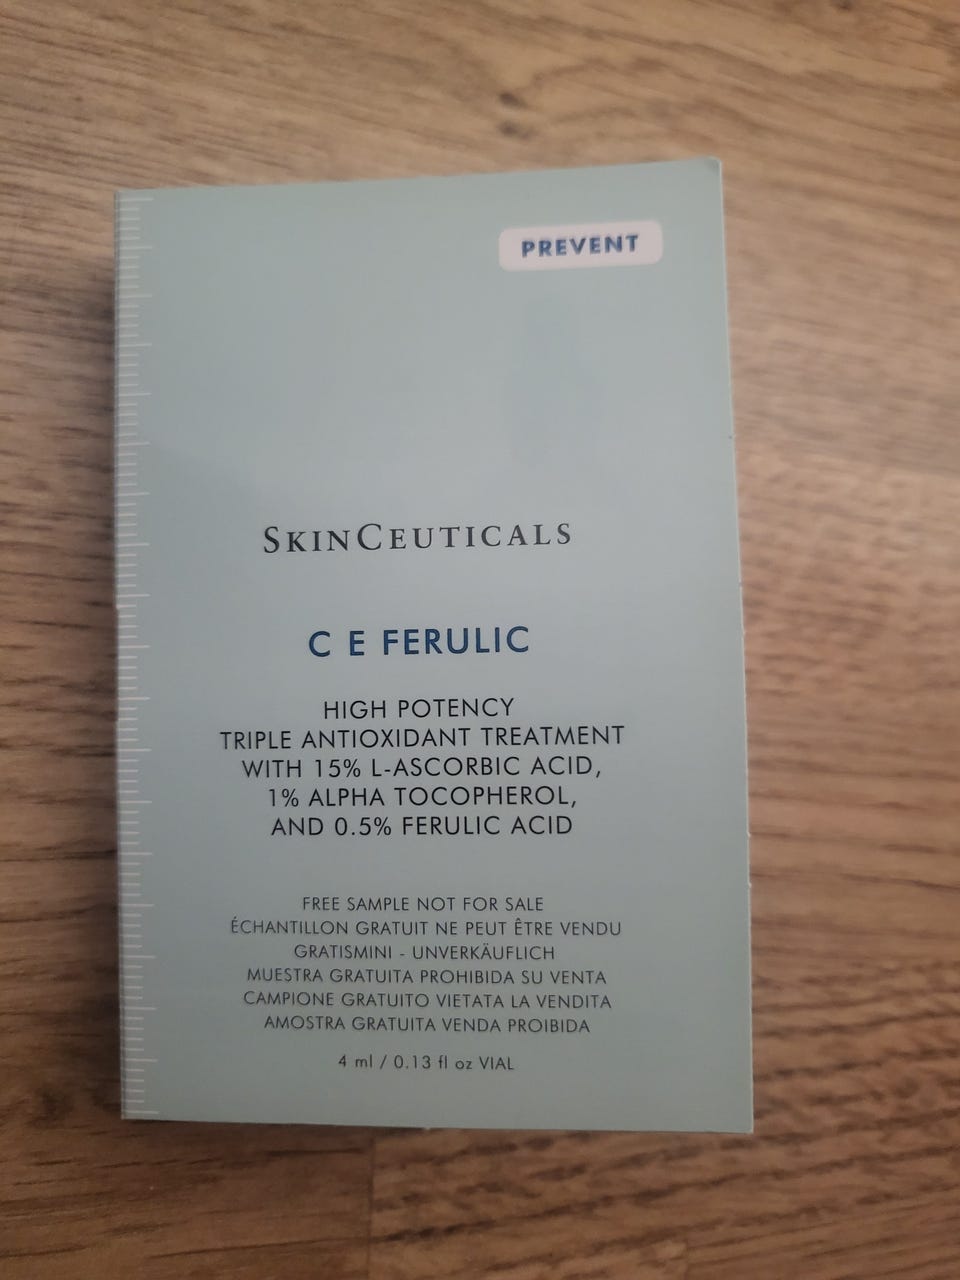 PREVENT
SKINCEUTICALS
C E FERULIC
HIGH POTENCY
TRIPLE ANTIOXIDANT TREATMENT
WITH 15% L-ASCORBIC ACID,
1% ALPHA TOCOPHEROL,
AND 0.5% FERULIC ACID
FREE SAMPLE NOT FOR SALE
ÉCHANTILLON GRATUIT NE PEUT ÊTRE VENDU
GRATISMINI - UNVERKÄUFLICH
MUESTRA GRATUITA PROHIBIDA SU VENTA
CAMPIONE GRATUITO VIETATA LA VENDITA
AMOSTRA GRATUITA VENDA PROIBIDA
4 ml / 0.13 fl oz VIAL